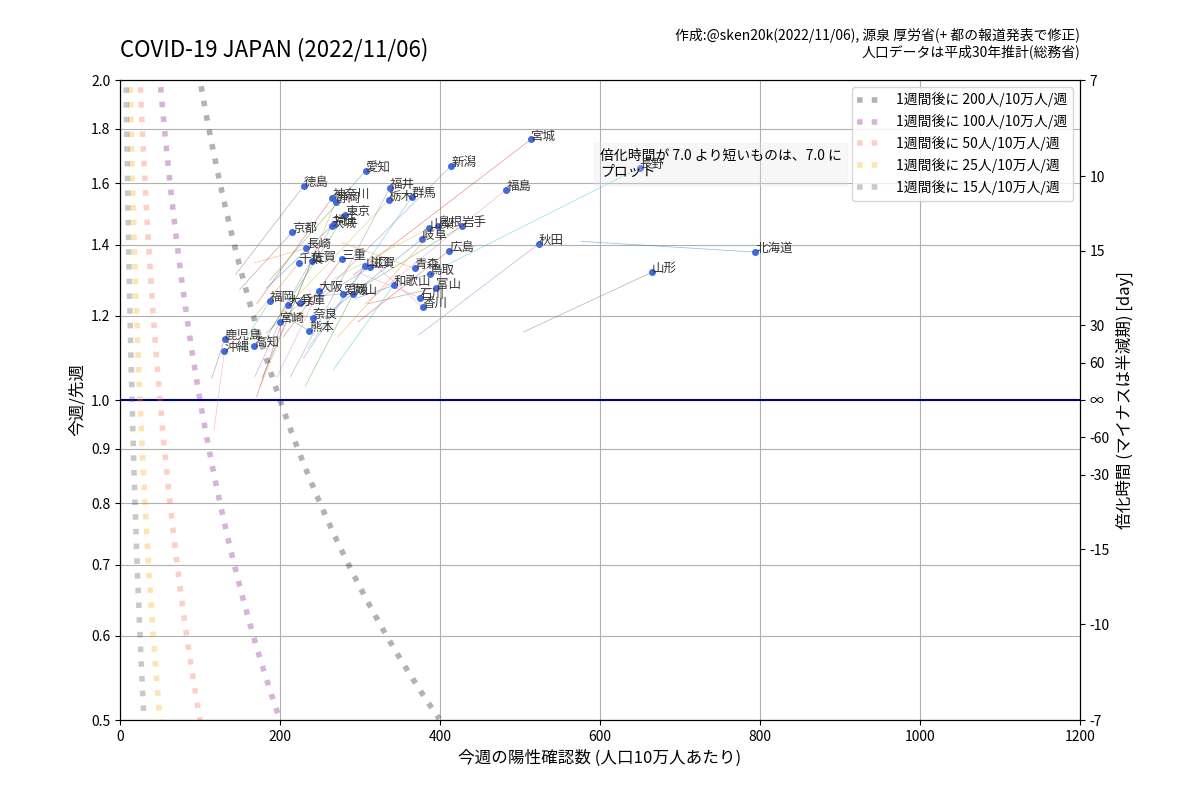 COVID-19 JAPAN (2022/11/06)
作成:@sken20k(2022/11/06), 源泉 厚労省(+ 都の報道発表で修正)
人口データは平成30年推計(総務省)
1週間後に 200人/10万人/週
1週間後に 100人/10万人/週
1週間後に 50人/10万人/週
1週間後に 25人/10万人/週
1週間後に 15人/10万人/週
倍化時間が 7.0 より短いものは、7.0 に
プロット
宮城
長野
新潟
愛知
徳島
福井
福島
神奈川
静岡
栃木
群馬
東京
茨城
京都
山梨
島根
岩手
岐阜
秋田
北海道
長崎
広島
千葉
佐賀
三重
滋賀
青森
鳥取
山形
和歌山
富山
大阪
愛媛
岡山
石川
香川
福岡
大分
兵庫
奈良
宮崎
熊本
鹿児島
沖縄
高知
2.0
1.8
1.6
1.4
1.2
1.0
0.9
0.8
0.7
0.6
0.5
今週/先週
7
10
15
30
60
∞
-60
-30
-15
-10
-7
倍化時間 (マイナスは半減期) [day]
0 200 400 600 800 1000 1200
今週の陽性確認数 (人口10万人あたり)